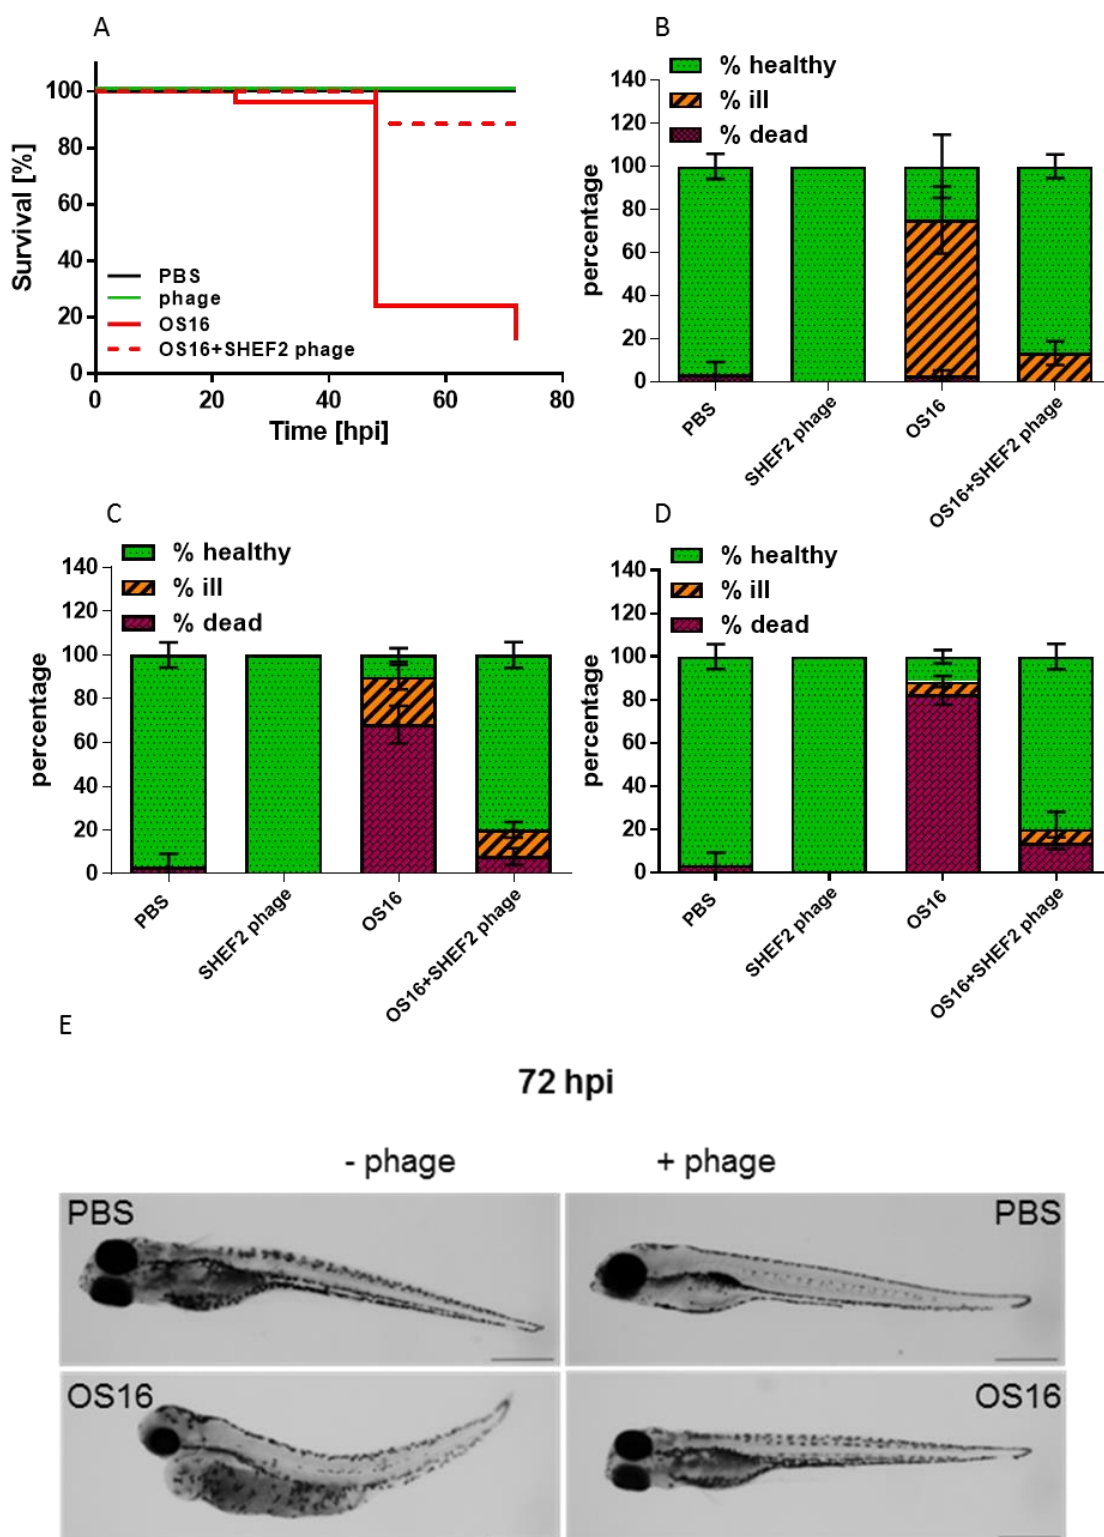 A
Survival [%]
100
80
60
40
20
0
PBS
phage
OS16
OS16+SHEF2 phage
0 20 40 60 80
Time [hpi]
B
% healthy
% ill
% dead
percentage
140
120
100
80
60
40
20
0
PBS
SHEF2 phage
OS16
OS16+SHEF2 phage
C
% healthy
% ill
% dead
percentage
140
120
100
80
60
40
20
0
PBS
SHEF2 phage
OS16
OS16+SHEF2 phage
D
% healthy
% ill
% dead
percentage
140
120
100
80
60
40
20
0
PBS
SHEF2 phage
OS16
OS16+SHEF2 phage
E
72 hpi
- phage
+ phage
PBS
PBS
OS16
OS16